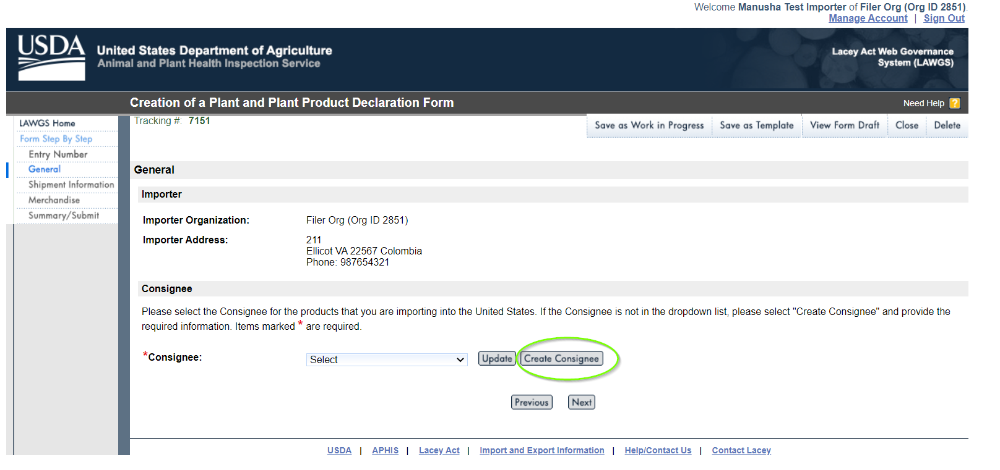 Welcome Manusha Test Importer of Filer Org (Org ID 2851).
Manage Account | Sign Out
USDA
United States Department of Agriculture
Animal and Plant Health Inspection Service
Lacey Act Web Governance
System (LAWGS)
Creation of a Plant and Plant Product Declaration Form
Need Help ?
LAWGS Home
Form Step By Step
Entry Number
General
Shipment Information
Merchandise
Summary/Submit
Tracking #: 7151
Save as Work in Progress Save as Template View Form Draft Close Delete
General
Importer
Importer Organization: Filer Org (Org ID 2851)
Importer Address: 211
Ellicot VA 22567 Colombia
Phone: 987654321
Consignee
Please select the Consignee for the products that you are importing into the United States. If the Consignee is not in the dropdown list, please select "Create Consignee" and provide the
required information. Items marked * are required.
*Consignee: Select Update Create Consignee
Previous Next
USDA | APHIS | Lacey Act | Import and Export Information | Help/Contact Us | Contact Lacey